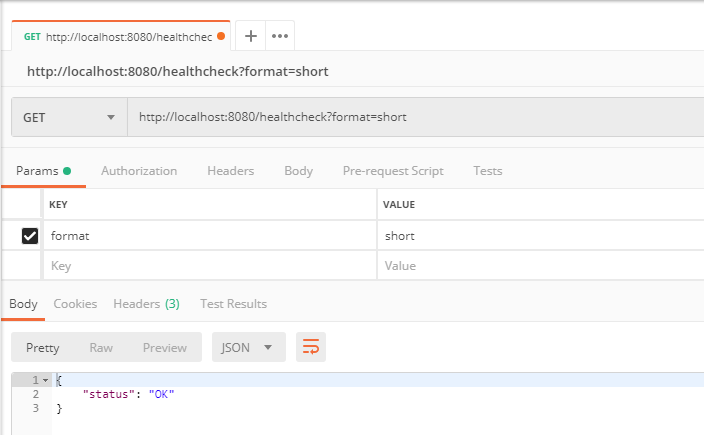 GET http://localhost:8080/healthchec
http://localhost:8080/healthcheck?format=short
GET http://localhost:8080/healthcheck?format=short
Params Authorization Headers Body Pre-request Script Tests
KEY VALUE
format short
Key Value
Body Cookies Headers (3) Test Results
Pretty Raw Preview JSON
1 {
2 "status": "OK"
3 }